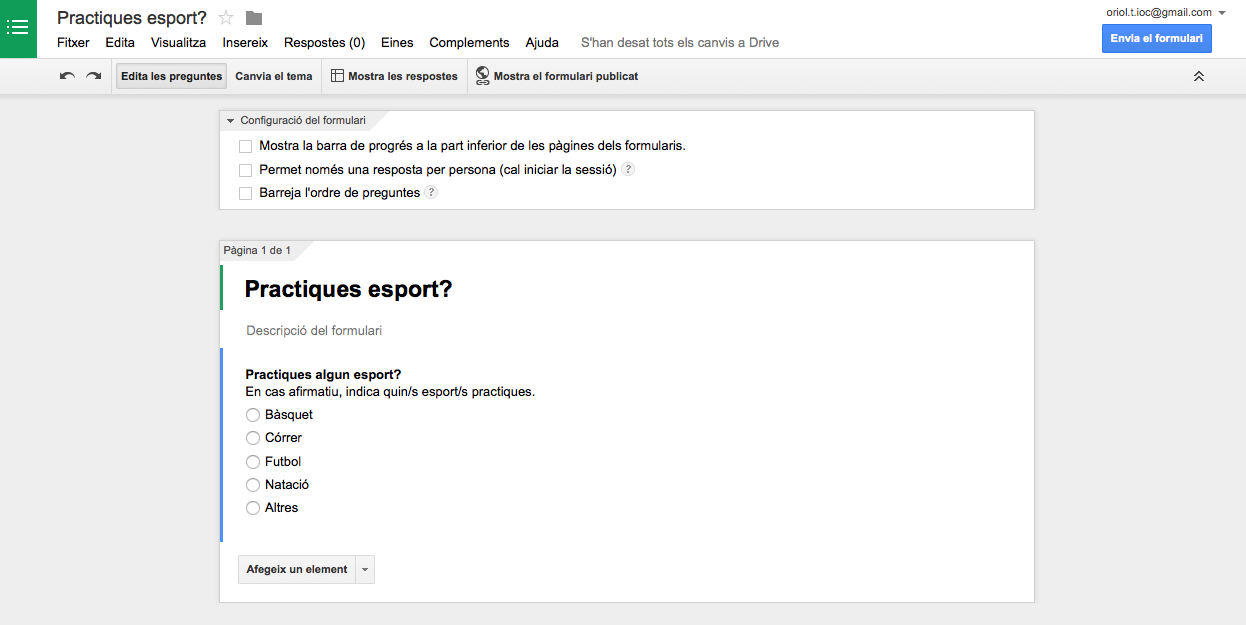 Practiques esport?
oriol.t.ioc@gmail.com
Fitxer Edita Visualitza Insereix Respostes (0) Eines Complements Ajuda S'han desat tots els canvis a Drive
Envia el formulari
Edita les preguntes Canvia el tema Mostra les respostes Mostra el formulari publicat
Configuració del formulari
Mostra la barra de progrés a la part inferior de les pàgines dels formularis.
Permet només una resposta per persona (cal iniciar la sessió) ?
Barreja l'ordre de preguntes ?
Pàgina 1 de 1
Practiques esport?
Descripció del formulari
Practiques algun esport?
En cas afirmatiu, indica quin/s esport/s practiques.
Bàsquet
Córrer
Futbol
Natació
Altres
Afegeix un element